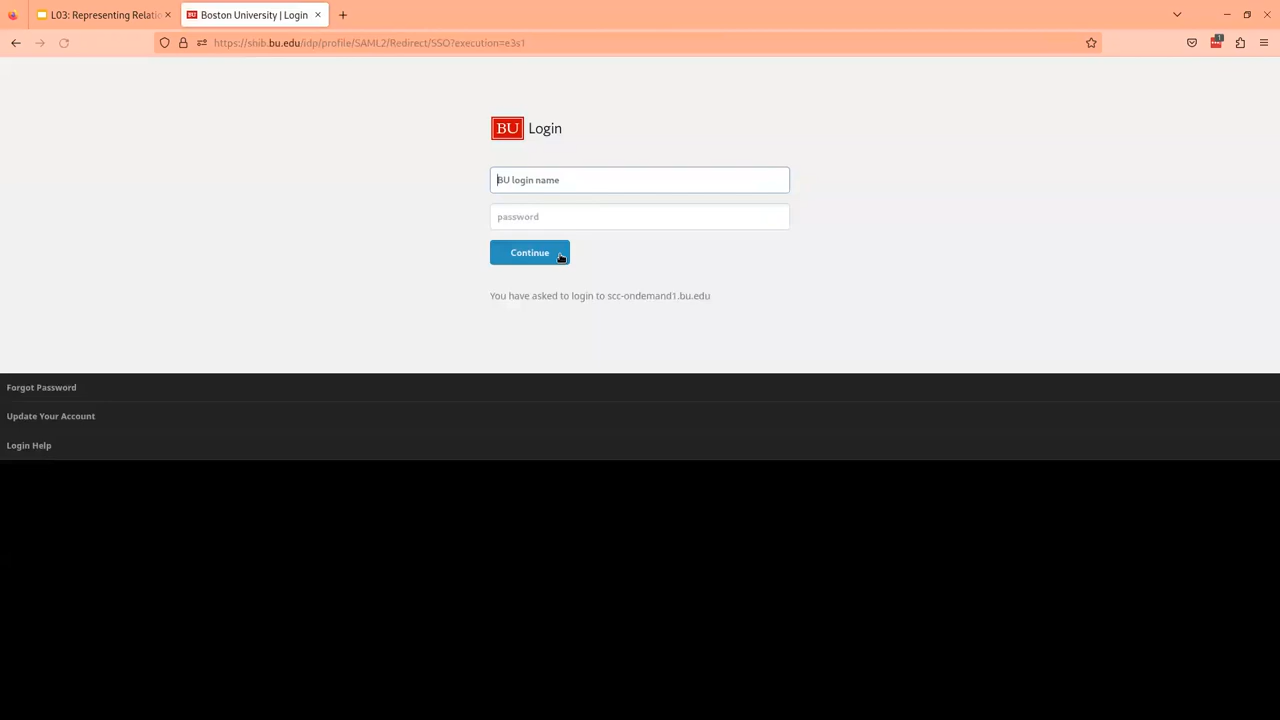 L03: Representing Relati
Boston University | Login
https://shib.bu.edu/idp/profile/SAML2/Redirect/SSO?execution=e3s1
1
BU Login
BU login name
password
Continue
You have asked to login to scc-ondemand1.bu.edu
Forgot Password
Update Your Account
Login Help